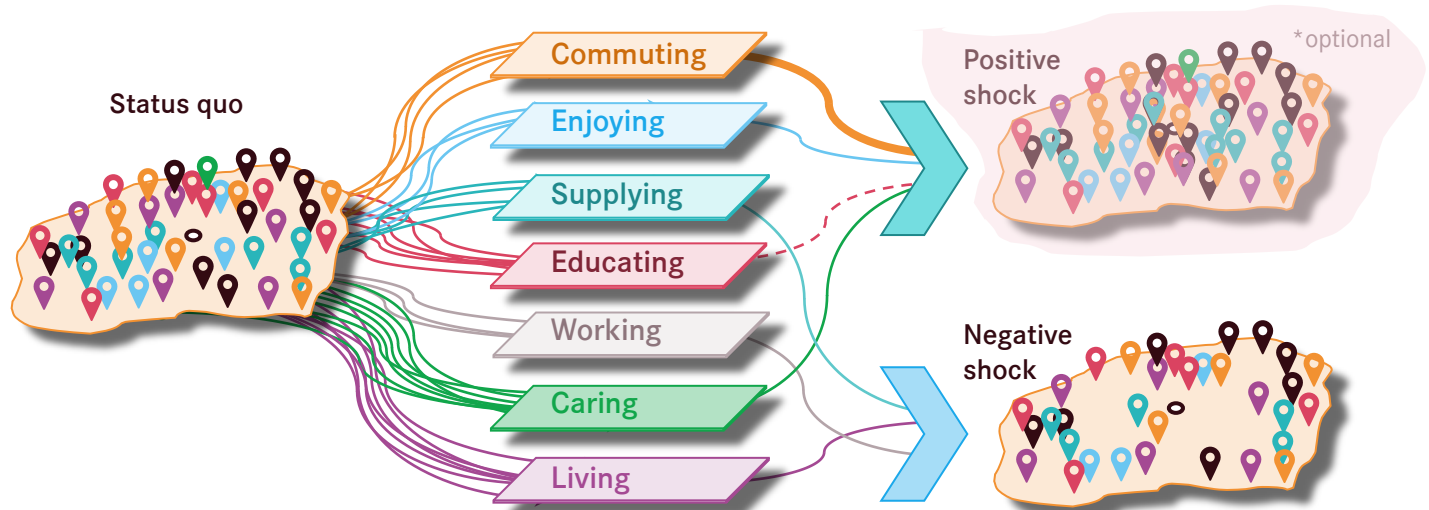 Status quo
Commuting
Enjoying
Supplying
Educating
Working
Caring
Living
Positive
shock
*optional
Negative
shock